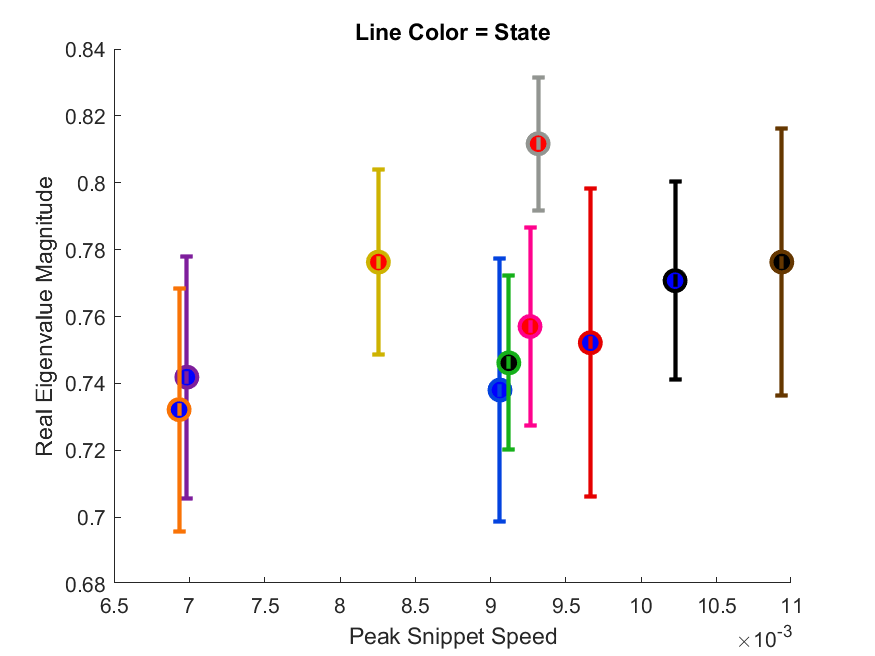 Line Color = State
0.84
0.82
0.8
0.78
0.76
0.74
0.72
0.7
0.68
Real Eigenvalue Magnitude
6.5 7 7.5 8 8.5 9 9.5 10 10.5 11
Peak Snippet Speed
×10⁻³